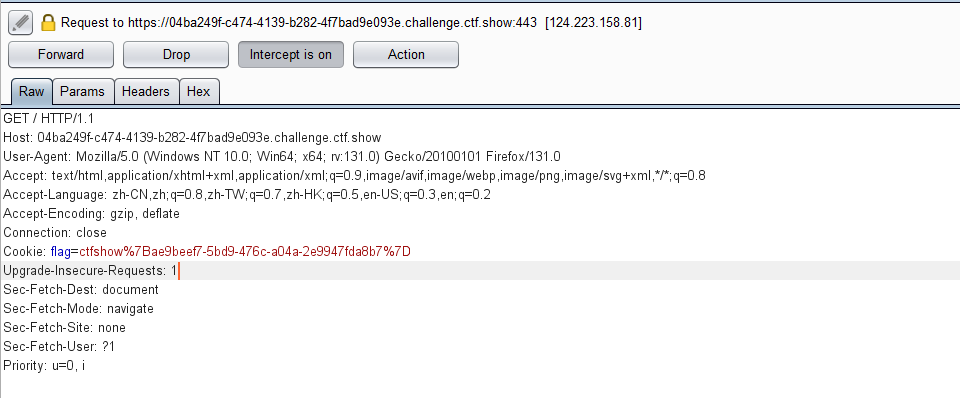 Request to https://04ba249f-c474-4139-b282-4f7bad9e093e.challenge.ctf.show:443 [124.223.158.81]
Forward Drop Intercept is on Action
Raw Params Headers Hex
GET / HTTP/1.1
Host: 04ba249f-c474-4139-b282-4f7bad9e093e.challenge.ctf.show
User-Agent: Mozilla/5.0 (Windows NT 10.0; Win64; x64; rv:131.0) Gecko/20100101 Firefox/131.0
Accept: text/html,application/xhtml+xml,application/xml;q=0.9,image/avif,image/webp,image/png,image/svg+xml,*/*;q=0.8
Accept-Language: zh-CN,zh;q=0.8,zh-TW;q=0.7,zh-HK;q=0.5,en-US;q=0.3,en;q=0.2
Accept-Encoding: gzip, deflate
Connection: close
Cookie: flag=ctfshow%7Bae9beef7-5bd9-476c-a04a-2e9947fda8b7%7D
Upgrade-Insecure-Requests: 1
Sec-Fetch-Dest: document
Sec-Fetch-Mode: navigate
Sec-Fetch-Site: none
Sec-Fetch-User: ?1
Priority: u=0, i